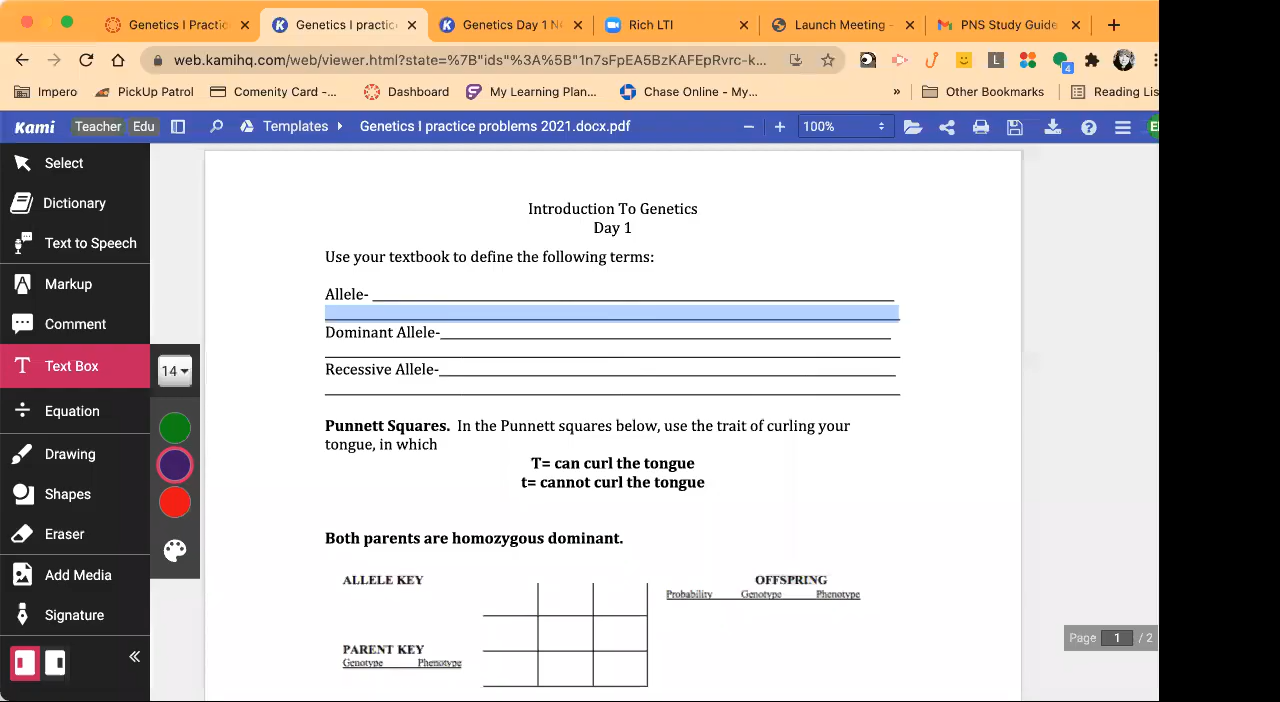 Genetics I Practic
Genetics I practic
Genetics Day 1 N
Rich LTI
Launch Meeting -
PNS Study Guide
web.kamihq.com/web/viewer.html?state=%7B"ids"%3A%5B"1n7sFpEA5BzKAFEpRvrc-k...
4
Impero
PickUp Patrol
Comenity Card -...
Dashboard
My Learning Plan...
Chase Online - My...
»
Other Bookmarks
Reading Lis
Kami
Teacher
Edu
Templates
Genetics I practice problems 2021.docx.pdf
100%
Select
Dictionary
Text to Speech
Markup
Comment
Text Box
14
Equation
Drawing
Shapes
Eraser
Add Media
Signature
Introduction To Genetics
Day 1
Use your textbook to define the following terms:
Allele-
Dominant Allele-
Recessive Allele-
Punnett Squares. In the Punnett squares below, use the trait of curling your
tongue, in which
T= can curl the tongue
t= cannot curl the tongue
Both parents are homozygous dominant.
ALLELE KEY
OFFSPRING
Probability Genotype Phenotype
PARENT KEY
Genotype Phenotype
Page 1 / 2